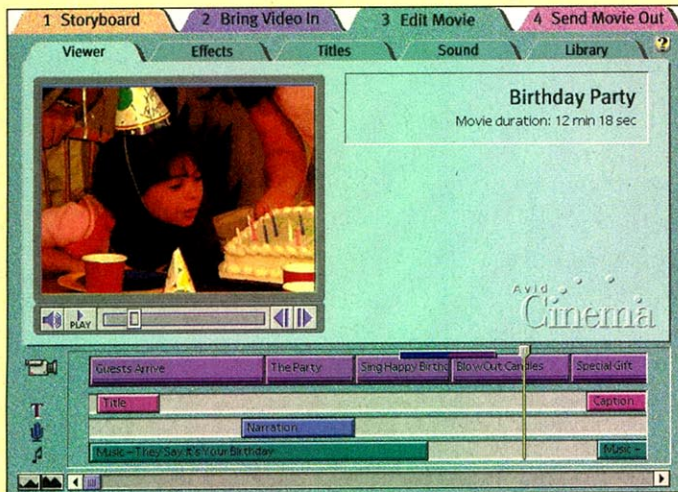 1 Storyboard
2 Bring Video In
3 Edit Movie
4 Send Movie Out
Viewer
Effects
Titles
Sound
Library
?
Birthday Party
Movie duration: 12 min 18 sec
PLAY
Avid
Cinema
Guests Arrive
The Party
Sing Happy Birthd
Blow Out Candles
Special Gift
T
Title
Caption
Narration
Music - They Say It's Your Birthday
Music -